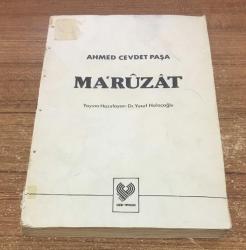 AHMED CEVDET PAŞA
MA'RÛZÂT
Yayına Hazırlayan: Dr. Yusuf Halaçoğlu